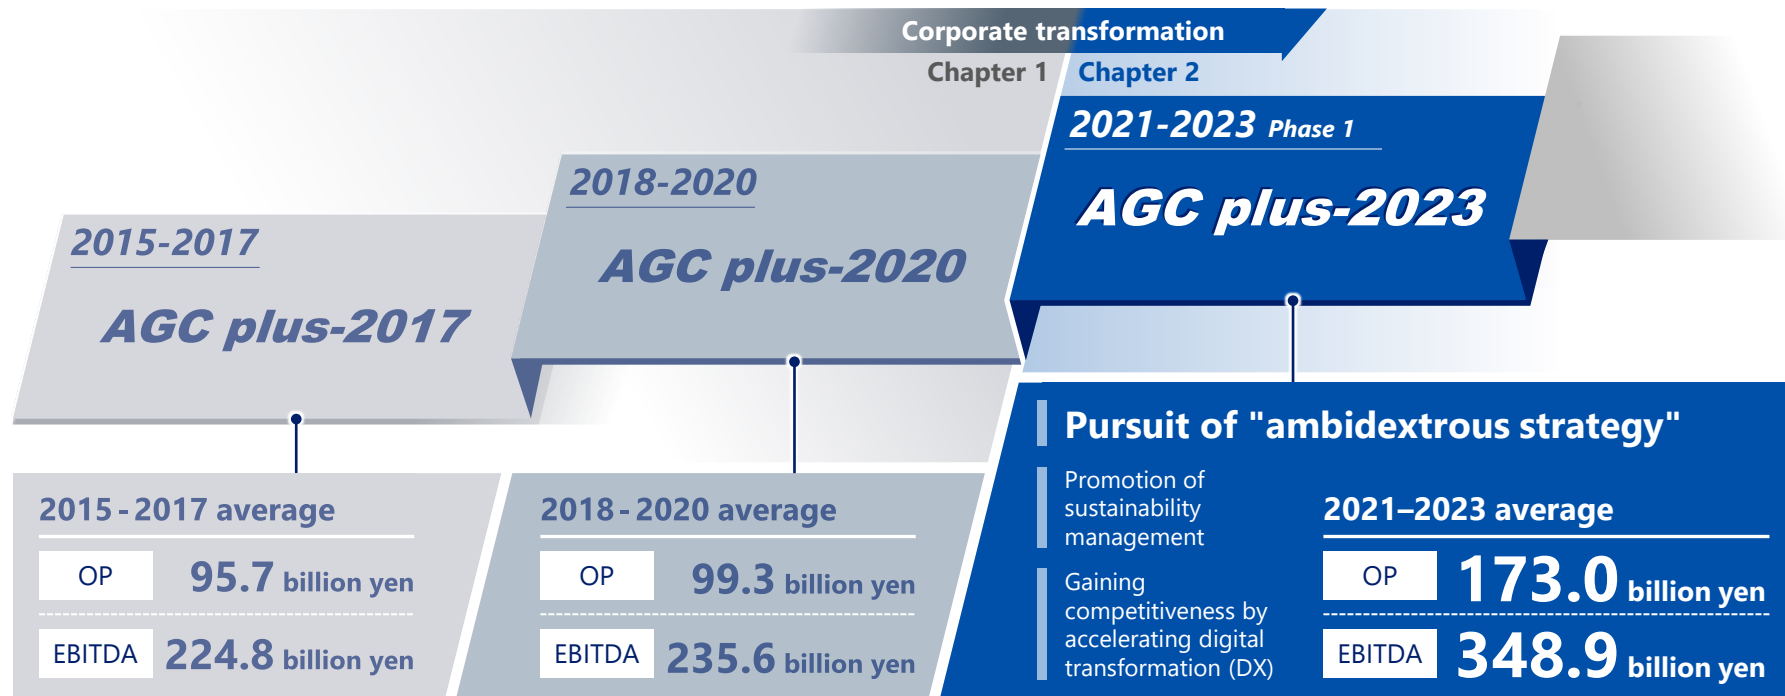 Corporate transformation
Chapter 1
Chapter 2
2015-2017
AGC plus-2017
2015-2017 average
OP 95.7 billion yen
EBITDA 224.8 billion yen
2018-2020
AGC plus-2020
2018-2020 average
OP 99.3 billion yen
EBITDA 235.6 billion yen
2021-2023 Phase 1
AGC plus-2023
Pursuit of "ambidextrous strategy"
Promotion of
sustainability
management
Gaining
competitiveness by
accelerating digital
transformation (DX)
2021–2023 average
OP 173.0 billion yen
EBITDA 348.9 billion yen